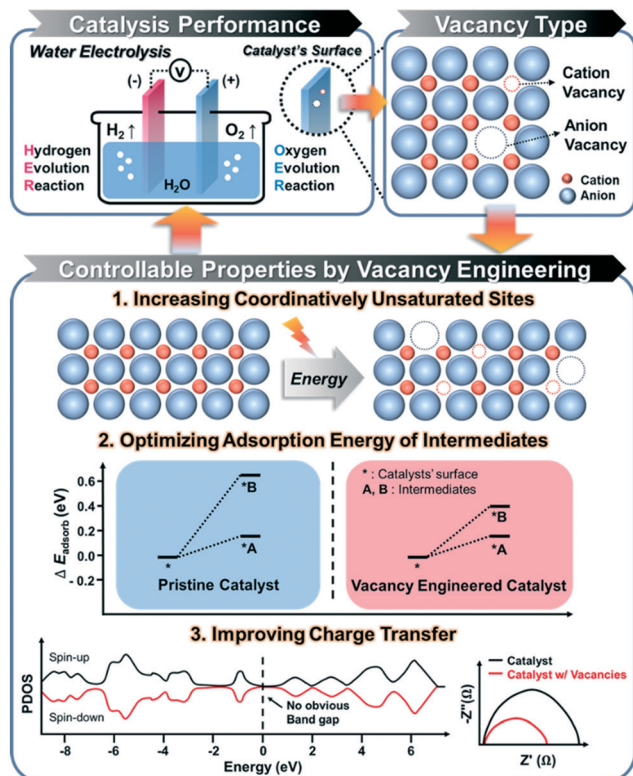 Catalysis Performance
Water Electrolysis
Catalyst's Surface
(-)
V
(+)
H₂↑
O₂↑
Hydrogen
Evolution
Reaction
H₂O
Oxygen
Evolution
Reaction
Vacancy Type
Cation
Vacancy
Anion
Vacancy
Cation
Anion
Controllable Properties by Vacancy Engineering
1. Increasing Coordinatively Unsaturated Sites
Energy
2. Optimizing Adsorption Energy of Intermediates
Δ E adsorb (eV)
0.6
0.4
0.2
0.0
- 0.2
*B
*A
*
Pristine Catalyst
* : Catalysts' surface
A, B : Intermediates
*B
*A
*
Vacancy Engineered Catalyst
3. Improving Charge Transfer
PDOS
Spin-up
Spin-down
No obvious
Band gap
-8 -6 -4 -2 0 2 4 6
Energy (eV)
Catalyst
Catalyst w/ Vacancies
-Z''(Ω)
Z' (Ω)